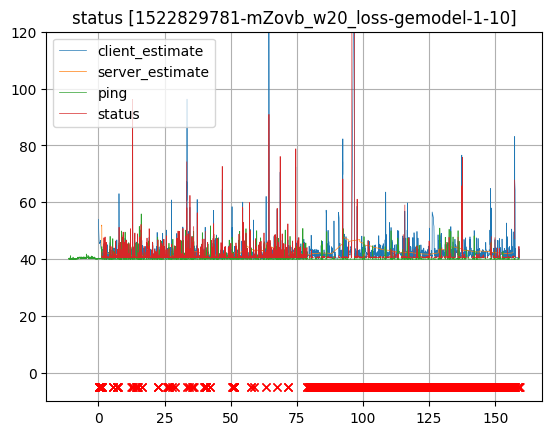 status [1522829781-mZovb_w20_loss-gemodel-1-10]
client_estimate
server_estimate
ping
status
120
100
80
60
40
20
0
0
25
50
75
100
125
150